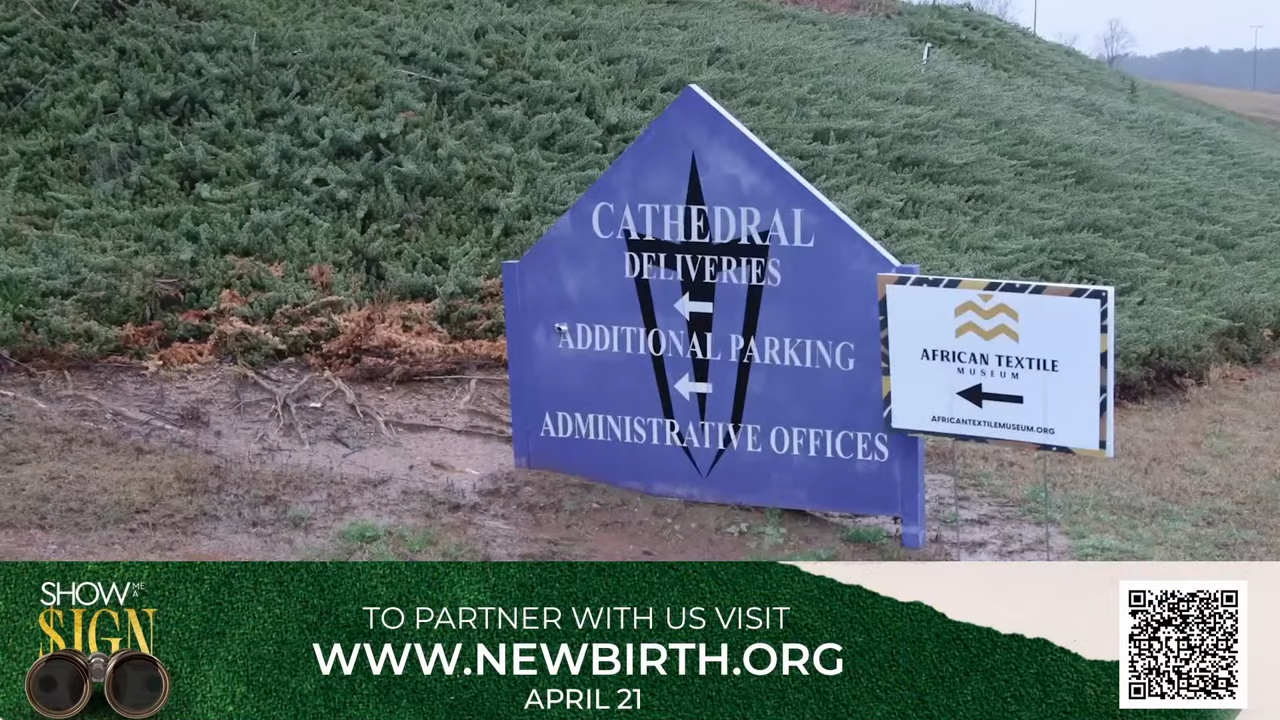 CATHEDRAL
DELIVERIES
ADDITIONAL PARKING
ADMINISTRATIVE OFFICES
AFRICAN TEXTILE
MUSEUM
AFRICANTEXTILEMUSEUM.ORG
SHOW ME A
SIGN
TO PARTNER WITH US VISIT
WWW.NEWBIRTH.ORG
APRIL 21